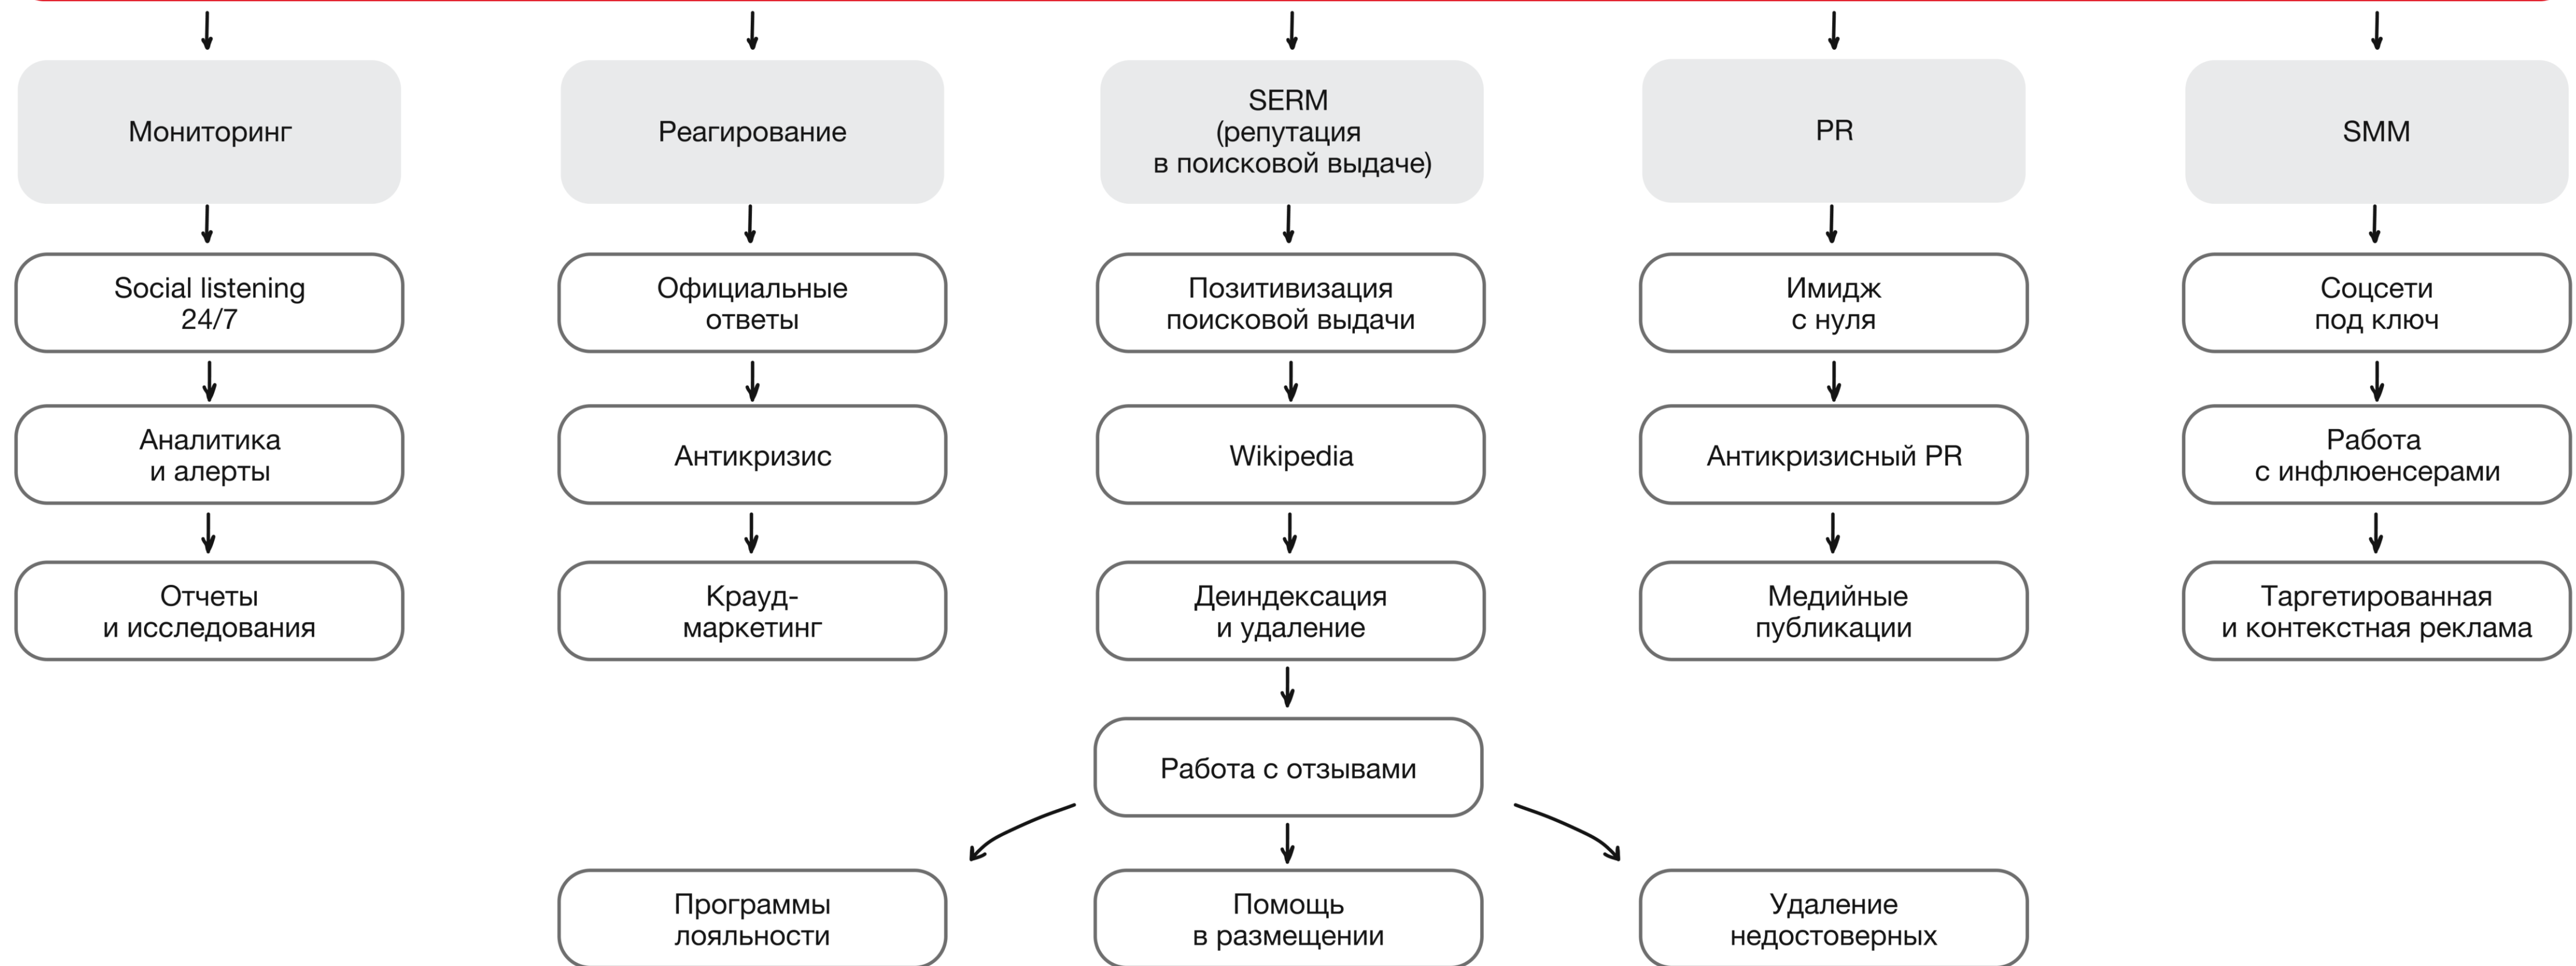 Мониторинг
Реагирование
SERM
(репутация
в поисковой выдаче)
PR
SMM
Social listening
24/7
Официальные
ответы
Позитивизация
поисковой выдачи
Имидж
с нуля
Соцсети
под ключ
Аналитика
и алерты
Антикризис
Wikipedia
Антикризисный PR
Работа
с инфлюенсерами
Отчеты
и исследования
Крауд-
маркетинг
Деиндексация
и удаление
Медийные
публикации
Таргетированная
и контекстная реклама
Работа с отзывами
Программы
лояльности
Помощь
в размещении
Удаление
недостоверных